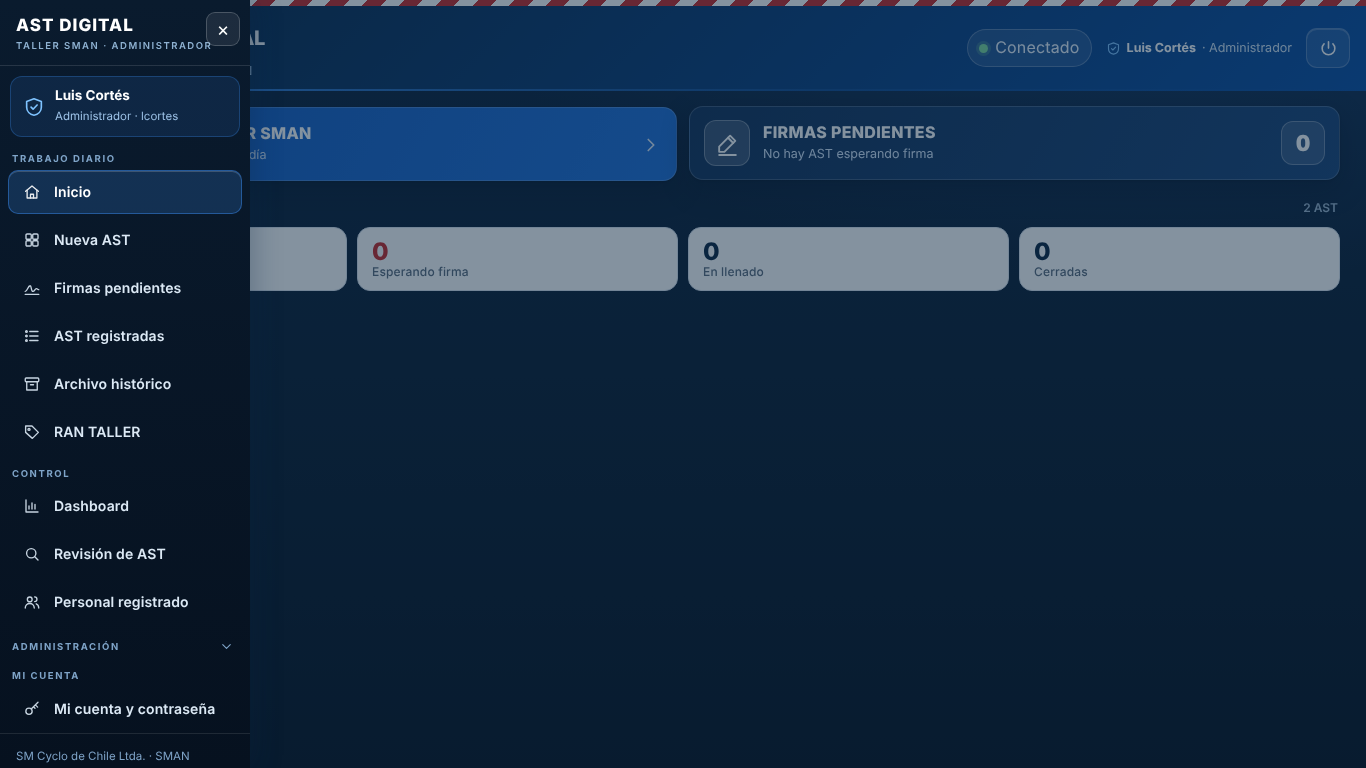 AST DIGITAL
TALLER SMAN · ADMINISTRADOR
Luis Cortés
Administrador · lcortes
TRABAJO DIARIO
Inicio
Nueva AST
Firmas pendientes
AST registradas
Archivo histórico
RAN TALLER
CONTROL
Dashboard
Revisión de AST
Personal registrado
ADMINISTRACIÓN
MI CUENTA
Mi cuenta y contraseña
SM Cyclo de Chile Ltda. · SMAN
Conectado
Luis Cortés · Administrador
SMAN
día
FIRMAS PENDIENTES
No hay AST esperando firma
0
2 AST
0
Esperando firma
0
En llenado
0
Cerradas